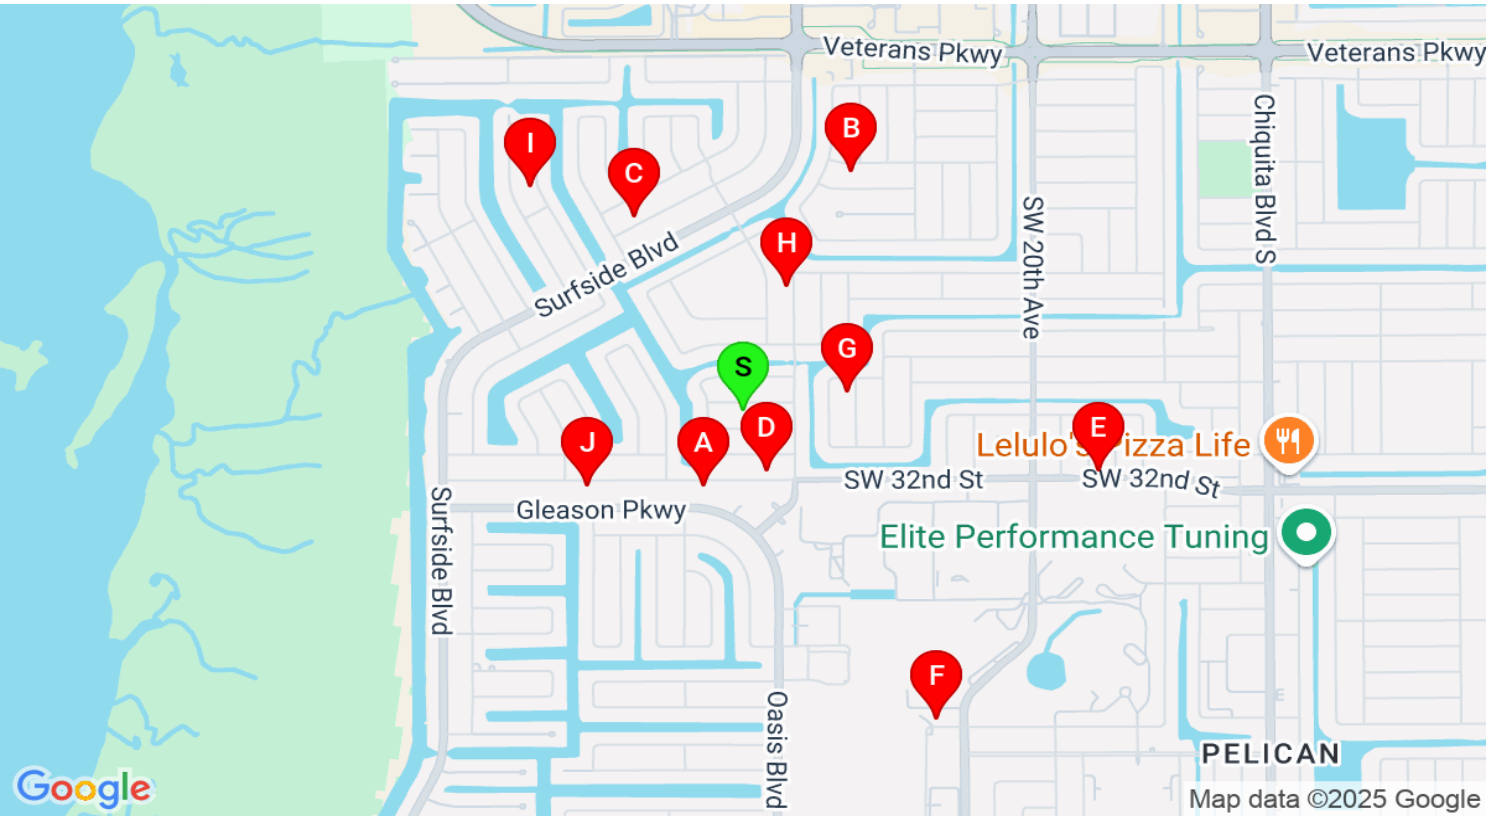 Veterans Pkwy
Veterans Pkwy
Chiquita Blvd S
B
I
C
SW 20th Ave
H
Surfside Blvd
G
S
D
E
J
A
Lelulo's Pizza Life
SW 32nd St
SW 32nd St
Surfside Blvd
Gleason Pkwy
Elite Performance Tuning
F
Oasis Blvd
PELICAN
Google
Map data ©2025 Google